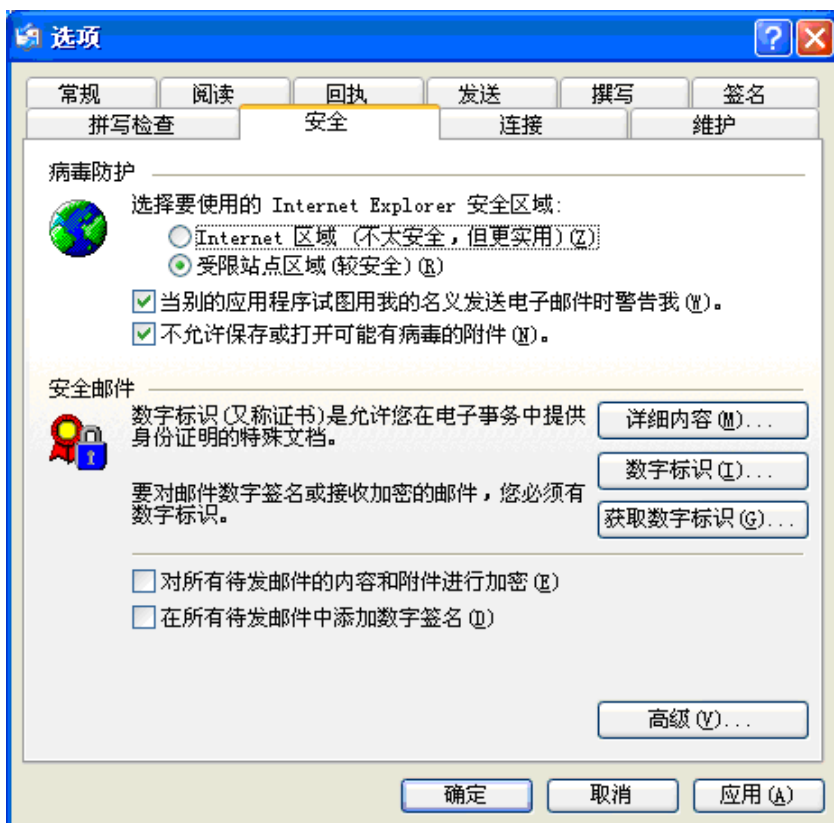 选项
常规 阅读 回执 发送 撰写 签名
拼写检查 安全 连接 维护
病毒防护
选择要使用的 Internet Explorer 安全区域:
Internet 区域 (不太安全，但更实用)(Z)
受限站点区域(较安全)(R)
当别的应用程序试图用我的名义发送电子邮件时警告我(W)。
不允许保存或打开可能有病毒的附件(N)。
安全邮件
数字标识(又称证书)是允许您在电子事务中提供
身份证明的特殊文档。
详细内容(M)...
数字标识(I)...
要对邮件数字签名或接收加密的邮件，您必须有
数字标识。
获取数字标识(G)...
对所有待发邮件的内容和附件进行加密(E)
在所有待发邮件中添加数字签名(D)
高级(V)...
确定 取消 应用(A)